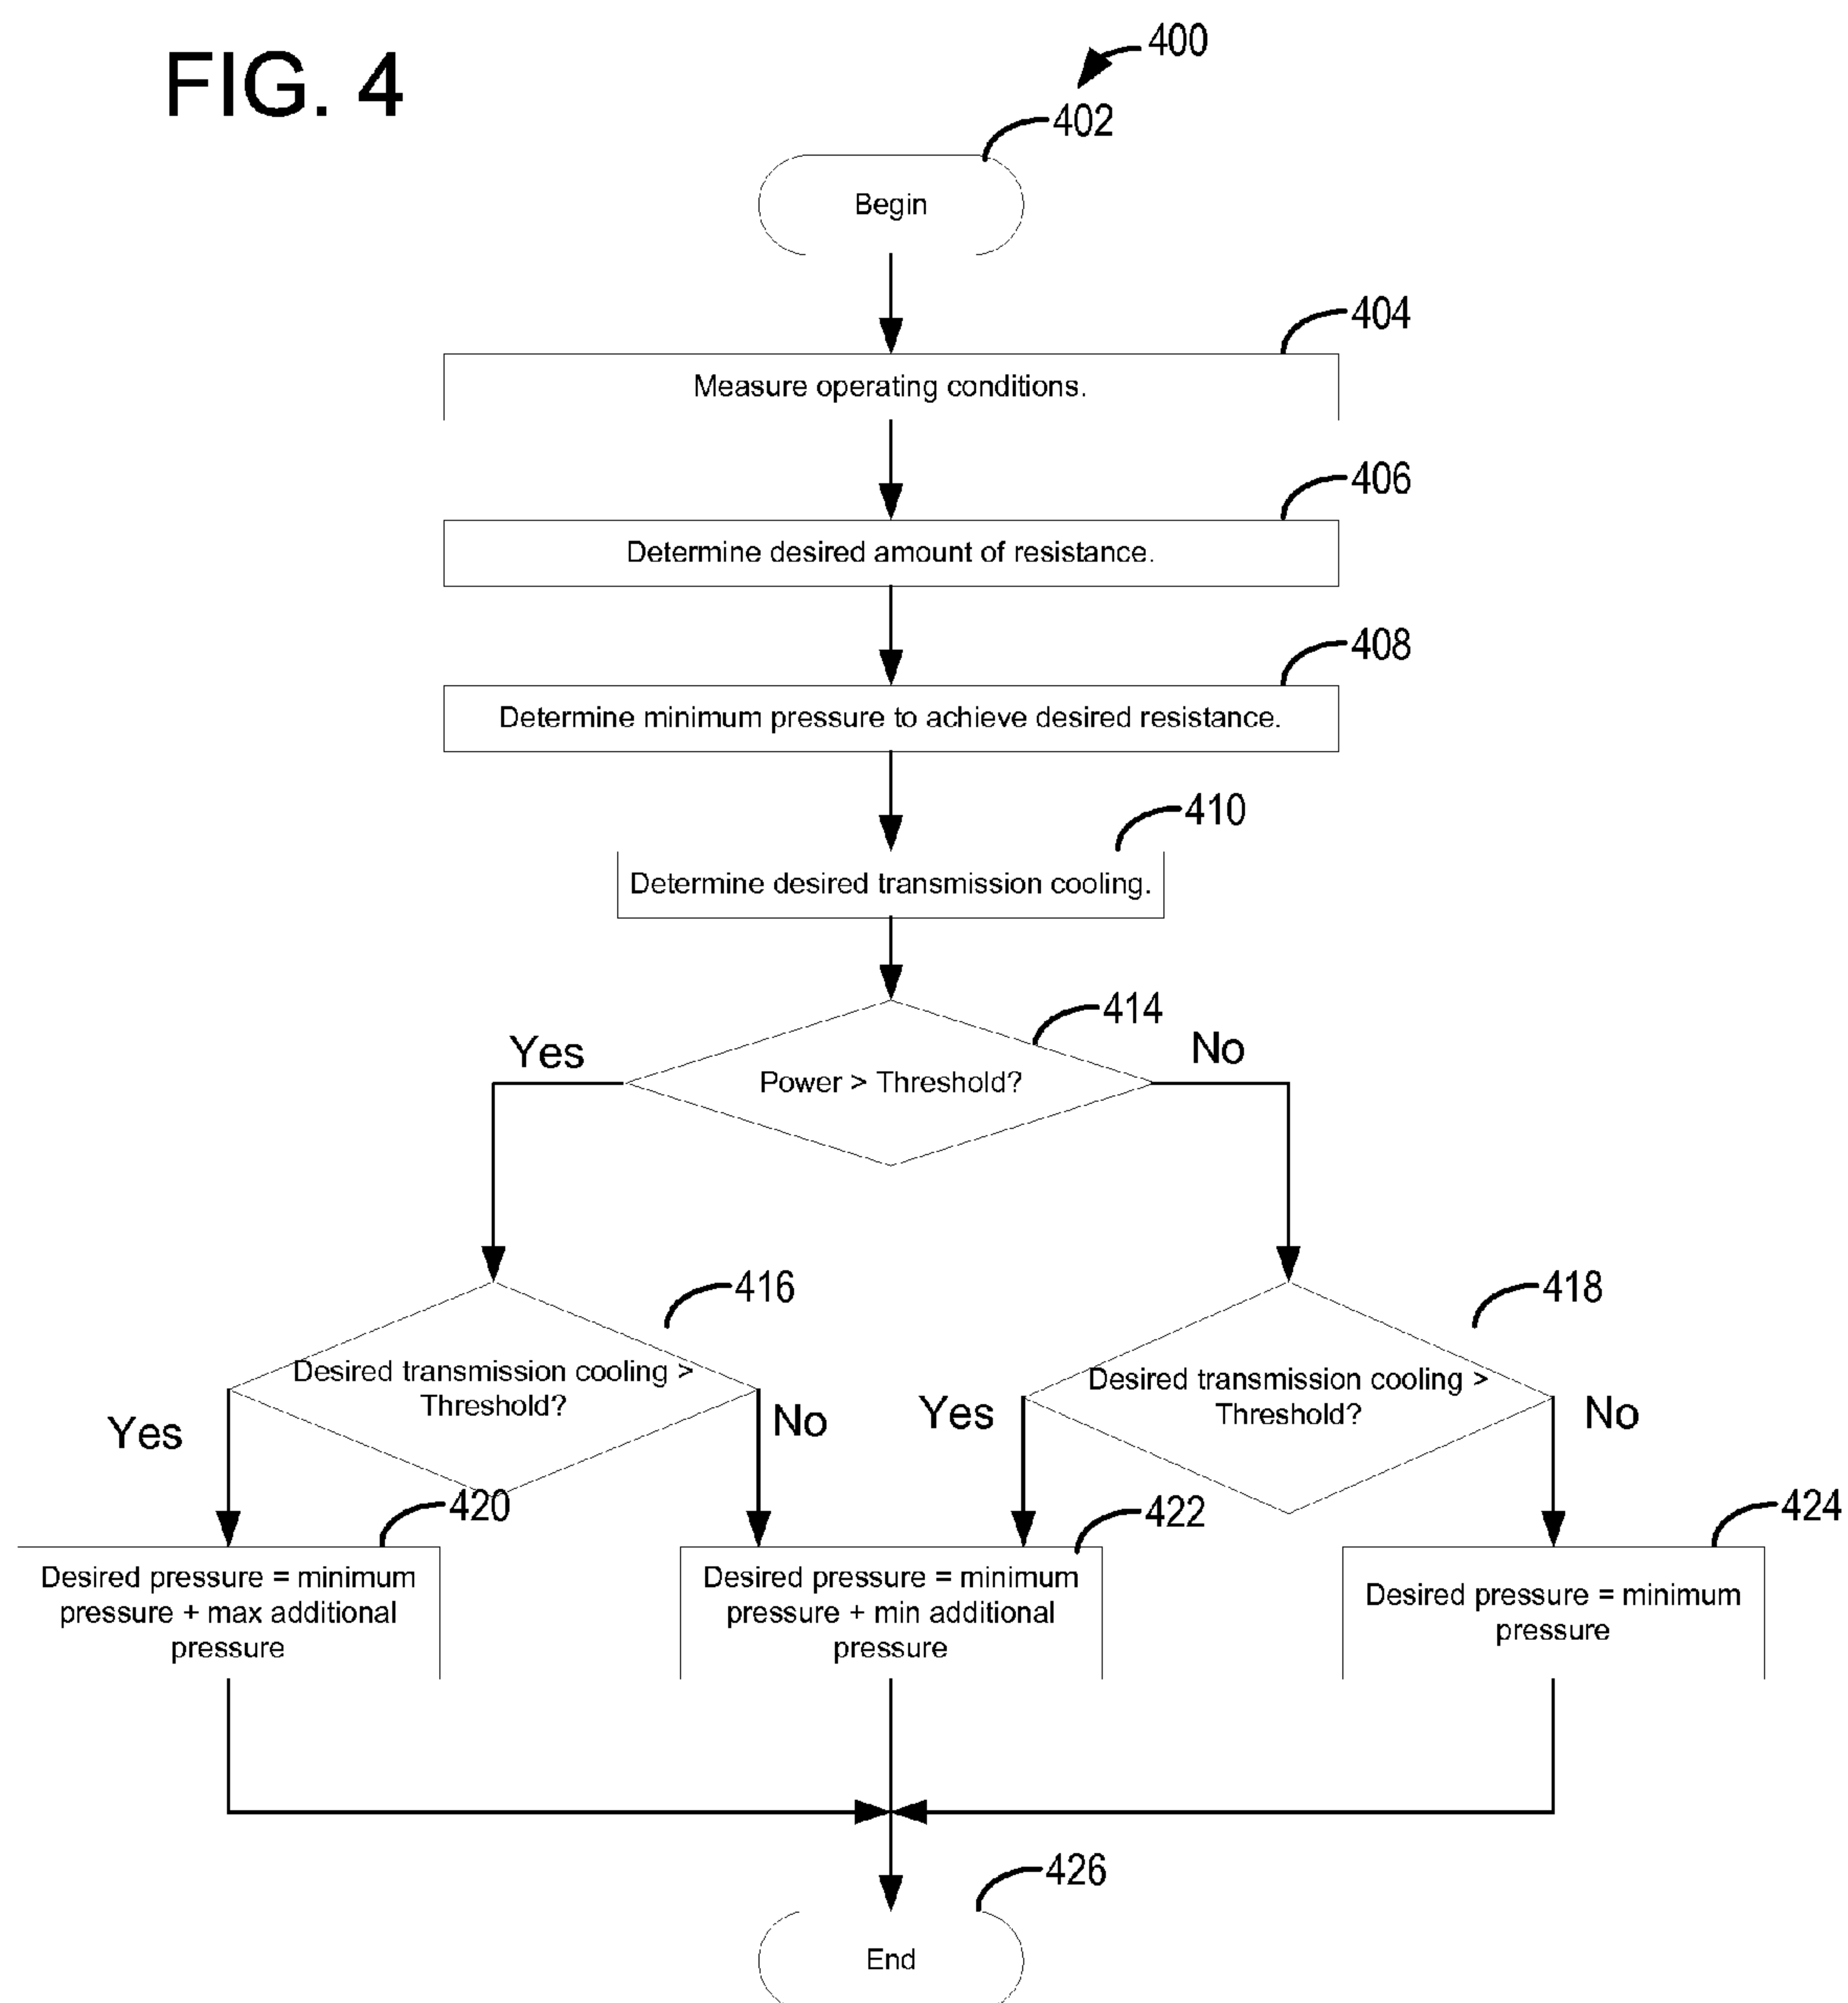 FIG. 4
400
402
Begin
404
Measure operating conditions.
406
Determine desired amount of resistance.
408
Determine minimum pressure to achieve desired resistance.
410
Determine desired transmission cooling.
414
Yes
No
Power > Threshold?
416
418
Desired transmission cooling >
Threshold?
Desired transmission cooling >
Threshold?
Yes
No
Yes
No
420
422
424
Desired pressure = minimum
pressure + max additional
pressure
Desired pressure = minimum
pressure + min additional
pressure
Desired pressure = minimum
pressure
426
End